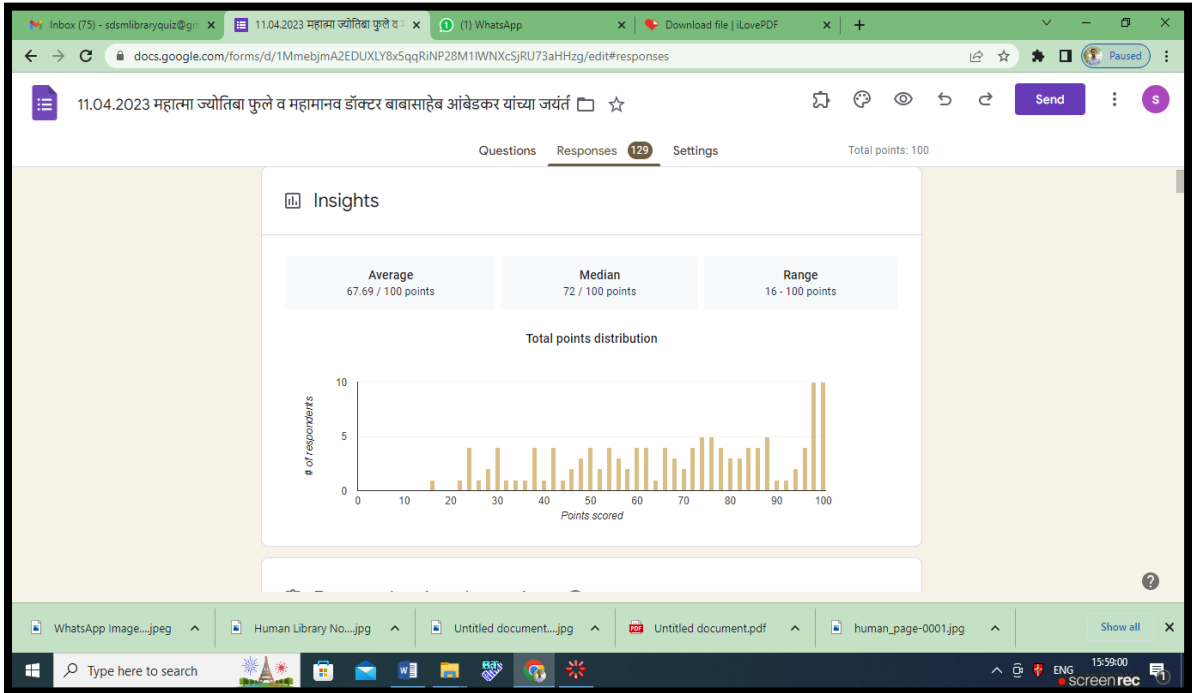 Inbox (75) - sdsmlibraryquiz@gm
11.04.2023 महात्मा ज्योतिबा फुले व
(1) WhatsApp
Download file | iLovePDF
docs.google.com/forms/d/1MmebjmA2EDUXLY8x5qqRiNP28M1IWNXcSjRU73aHHzg/edit#responses
Paused
11.04.2023 महात्मा ज्योतिबा फुले व महामानव डॉक्टर बाबासाहेब आंबेडकर यांच्या जयंती
Send
S
Questions Responses 129 Settings
Total points: 100
Insights
Average Median Range
67.69 / 100 points 72 / 100 points 16 - 100 points
Total points distribution
# of respondents
10
5
0
0 10 20 30 40 50 60 70 80 90 100
Points scored
WhatsApp Image....jpeg
Human Library No....jpg
Untitled document....jpg
PDF Untitled document.pdf
human_page-0001.jpg
Show all
Type here to search
ENG
15:59:00
screenrec
1